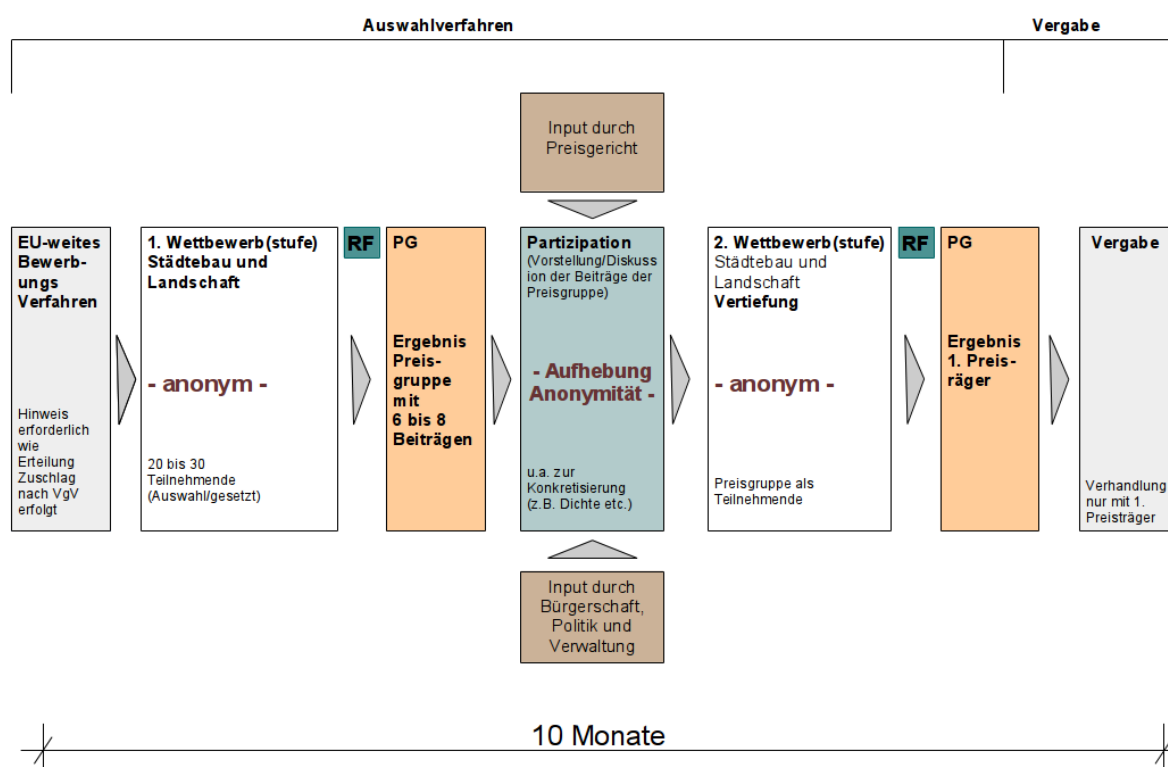 Auswahlverfahren
Vergabe
Input durch
Preisgericht
EU-weites
Bewerb-
ungs
Verfahren
Hinweis
erforderlich
wie
Erteilung
Zuschlag
nach VgV
erfolgt
1. Wettbewerb(stufe)
Städtebau und
Landschaft
- anonym -
20 bis 30
Teilnehmende
(Auswahl/gesetzt)
RF
PG
Ergebnis
Preis-
gruppe
mit
6 bis 8
Beiträgen
Partizipation
(Vorstellung/Diskuss
ion der Beiträge der
Preisgruppe)
- Aufhebung
Anonymität -
u.a. zur
Konkretisierung
(z.B. Dichte etc.)
2. Wettbewerb(stufe)
Städtebau und
Landschaft
Vertiefung
- anonym -
Preisgruppe als
Teilnehmende
RF
PG
Ergebnis
1. Preis-
räger
Vergabe
Verhandlung
nur mit 1.
Preisträger
Input durch
Bürgerschaft,
Politik und
Verwaltung
10 Monate